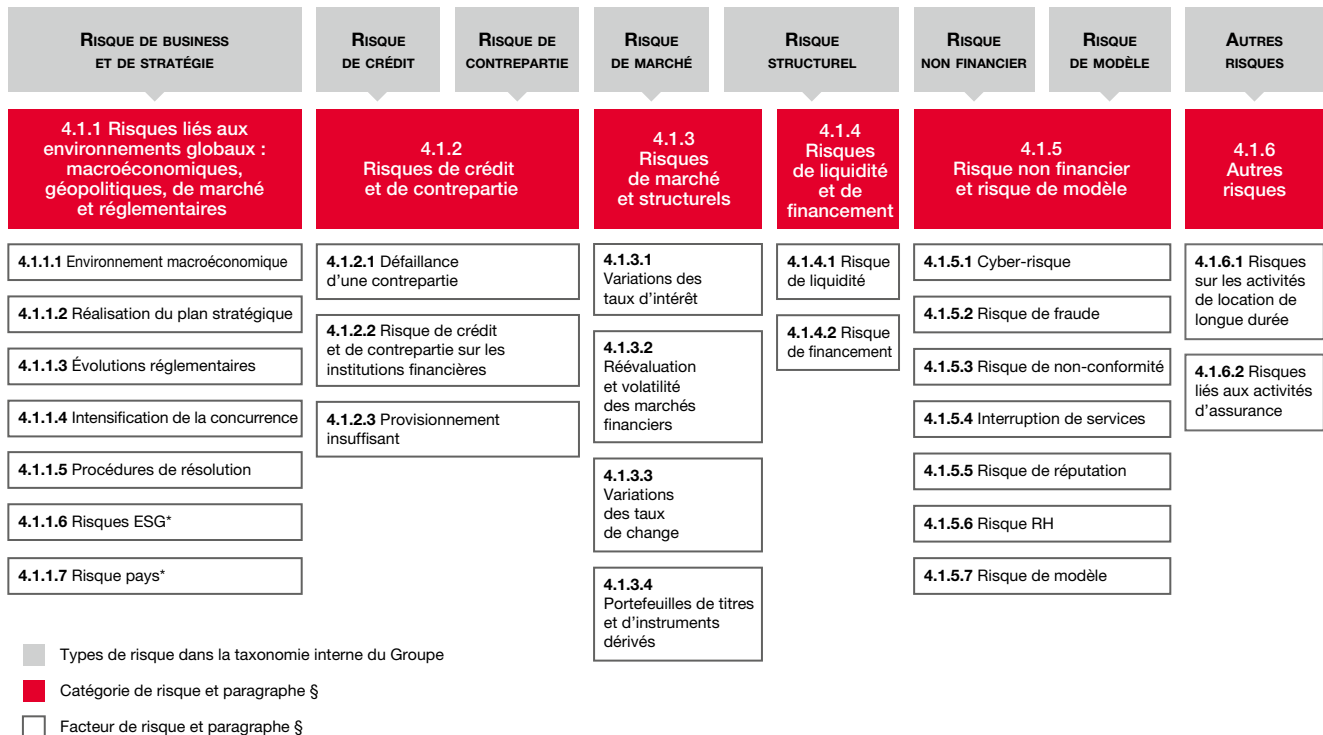 RISQUE DE BUSINESS
ET DE STRATÉGIE
RISQUE
DE CRÉDIT
RISQUE DE
CONTREPARTIE
RISQUE
DE MARCHÉ
RISQUE
STRUCTUREL
RISQUE
NON FINANCIER
RISQUE
DE MODÈLE
AUTRES
RISQUES
4.1.1 Risques liés aux
environnements globaux :
macroéconomiques,
géopolitiques, de marché
et réglementaires
4.1.2
Risques de crédit
et de contrepartie
4.1.3
Risques
de marché
et structurels
4.1.4
Risques
de liquidité
et de
financement
4.1.5
Risque non financier
et risque de modèle
4.1.6
Autres
risques
4.1.1.1 Environnement macroéconomique
4.1.1.2 Réalisation du plan stratégique
4.1.1.3 Évolutions réglementaires
4.1.1.4 Intensification de la concurrence
4.1.1.5 Procédures de résolution
4.1.1.6 Risques ESG*
4.1.1.7 Risque pays*
4.1.2.1 Défaillance
d'une contrepartie
4.1.2.2 Risque de crédit
et de contrepartie sur les
institutions financières
4.1.2.3 Provisionnement
insuffisant
4.1.3.1
Variations des
taux d'intérêt
4.1.3.2
Réévaluation
et volatilité
des marchés
financiers
4.1.3.3
Variations
des taux
de change
4.1.3.4
Portefeuilles de titres
et d'instruments
dérivés
4.1.4.1 Risque
de liquidité
4.1.4.2 Risque
de financement
4.1.5.1 Cyber-risque
4.1.5.2 Risque de fraude
4.1.5.3 Risque de non-conformité
4.1.5.4 Interruption de services
4.1.5.5 Risque de réputation
4.1.5.6 Risque RH
4.1.5.7 Risque de modèle
4.1.6.1 Risques
sur les activités
de location de
longue durée
4.1.6.2 Risques
liés aux activités
d'assurance
Types de risque dans la taxonomie interne du Groupe
Catégorie de risque et paragraphe §
Facteur de risque et paragraphe §